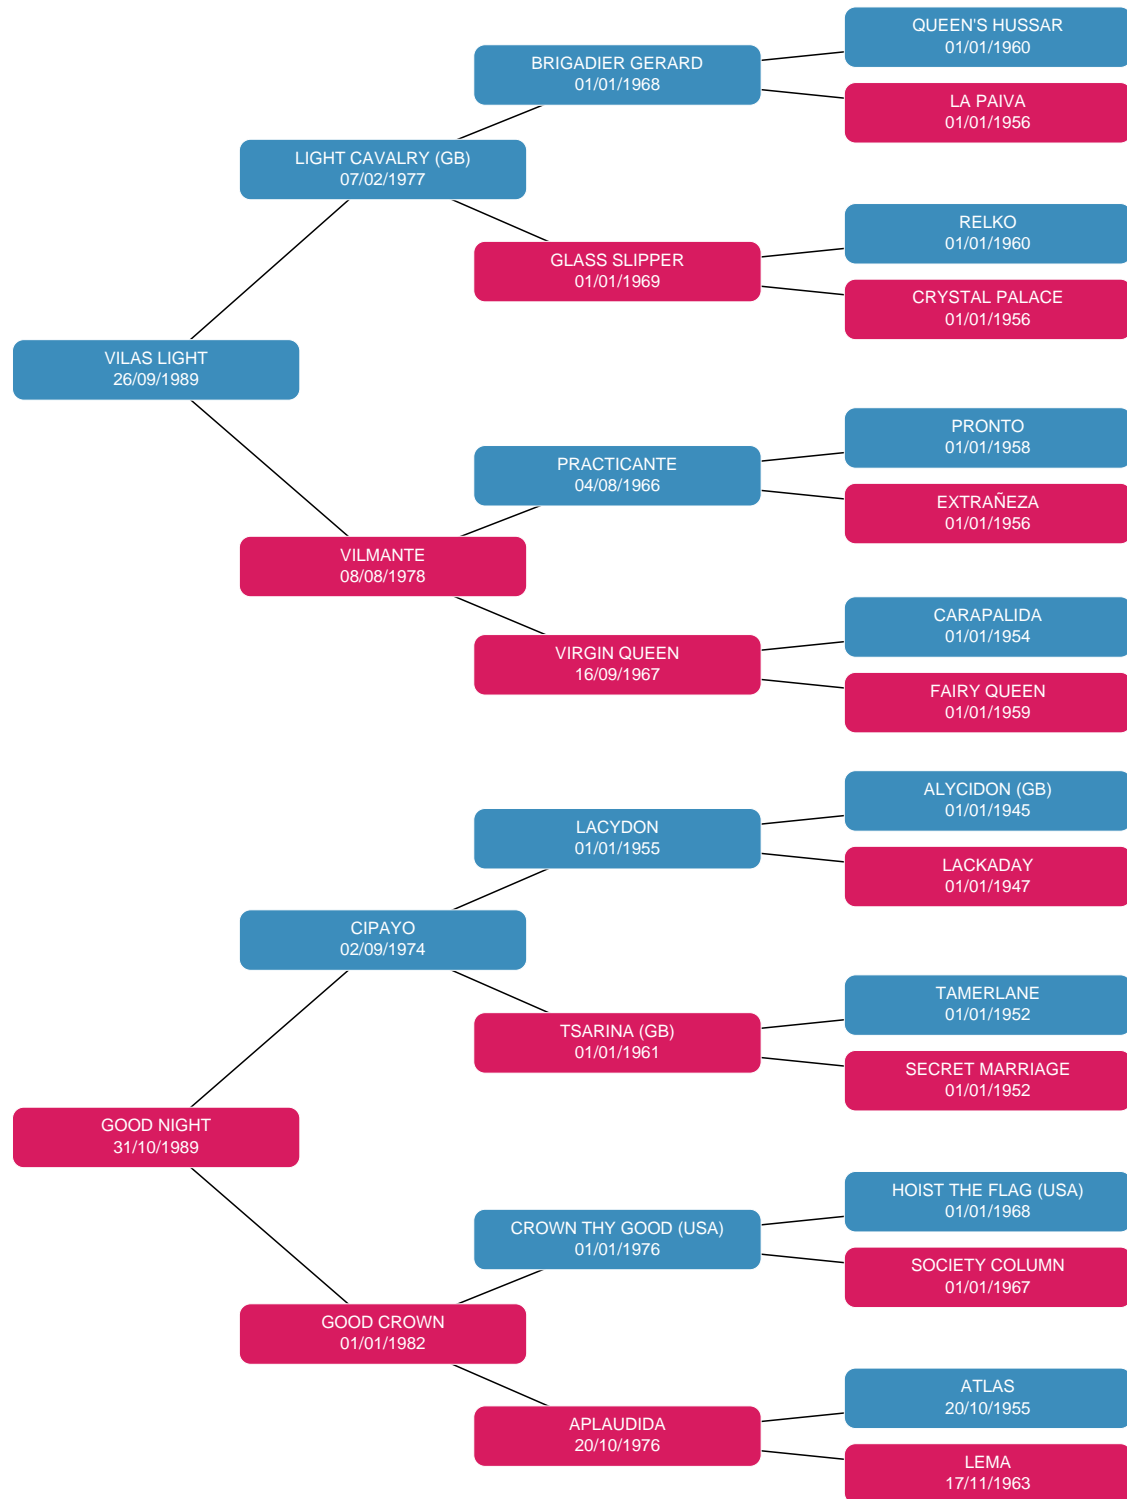 QUEEN'S HUSSAR
01/01/1960
BRIGADIER GERARD
01/01/1968
LA PAIVA
01/01/1956
LIGHT CAVALRY (GB)
07/02/1977
RELKO
01/01/1960
GLASS SLIPPER
01/01/1969
CRYSTAL PALACE
01/01/1956
VILAS LIGHT
26/09/1989
PRONTO
01/01/1958
PRACTICANTE
04/08/1966
EXTRAÑEZA
01/01/1956
VILMANTE
08/08/1978
CARAPALIDA
01/01/1954
VIRGIN QUEEN
16/09/1967
FAIRY QUEEN
01/01/1959
ALYCIDON (GB)
01/01/1945
LACYDON
01/01/1955
LACKADAY
01/01/1947
CIPAYO
02/09/1974
TAMERLANE
01/01/1952
TSARINA (GB)
01/01/1961
SECRET MARRIAGE
01/01/1952
GOOD NIGHT
31/10/1989
HOIST THE FLAG (USA)
01/01/1968
CROWN THY GOOD (USA)
01/01/1976
SOCIETY COLUMN
01/01/1967
GOOD CROWN
01/01/1982
ATLAS
20/10/1955
APLAUDIDA
20/10/1976
LEMA
17/11/1963